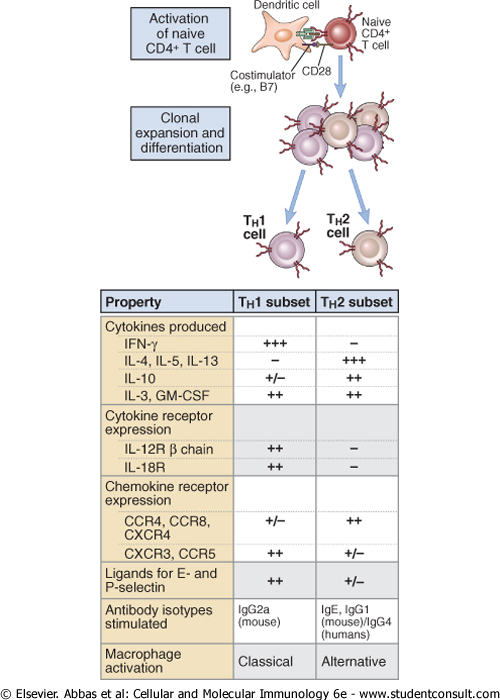 Dendritic cell
Activation
of naive
CD4+ T cell
Naive
CD4+
T cell
CD28
Costimulator
(e.g., B7)
Clonal
expansion and
differentiation
TH1
cell
TH2
cell
Property TH1 subset TH2 subset
Cytokines produced
IFN-γ +++ –
IL-4, IL-5, IL-13 – +++
IL-10 +/– ++
IL-3, GM-CSF ++ ++
Cytokine receptor
expression
IL-12R β chain ++ –
IL-18R ++ –
Chemokine receptor
expression
CCR4, CCR8, +/– ++
CXCR4
CXCR3, CCR5 ++ +/–
Ligands for E- and ++ +/–
P-selectin
Antibody isotypes IgG2a IgE, IgG1
stimulated (mouse) (mouse)/IgG4
(humans)
Macrophage Classical Alternative
activation
© Elsevier. Abbas et al: Cellular and Molecular Immunology 6e - www.studentconsult.com